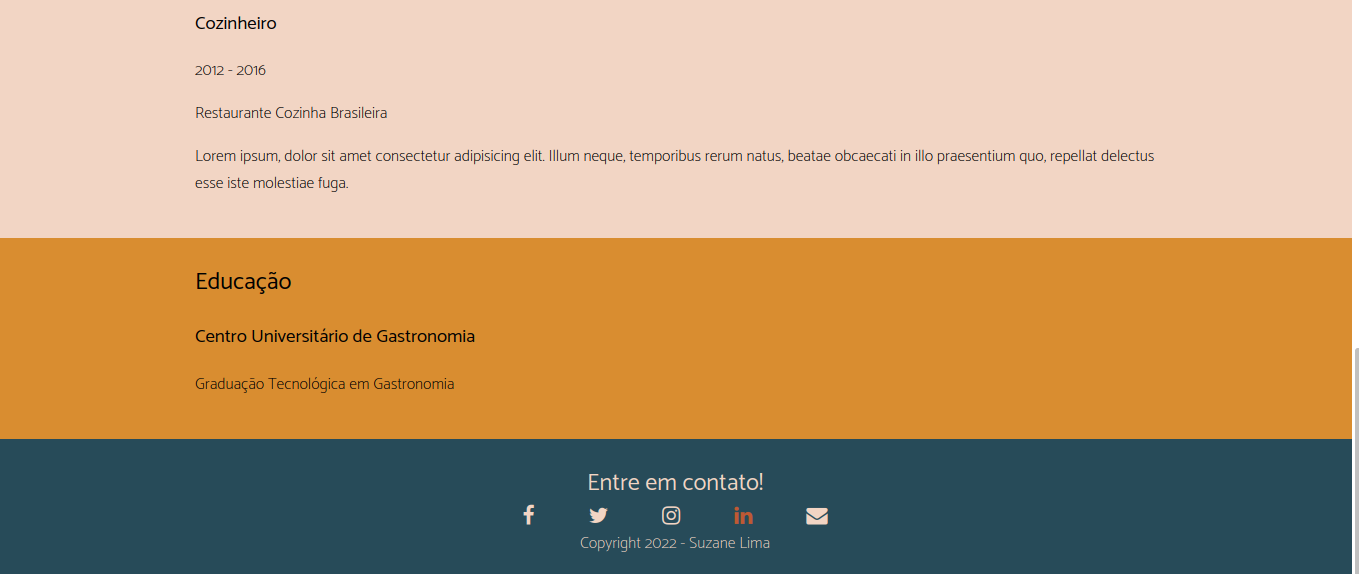 Cozinheiro
2012 - 2016
Restaurante Cozinha Brasileira
Lorem ipsum, dolor sit amet consectetur adipisicing elit. Illum neque, temporibus rerum natus, beatae obcaecati in illo praesentium quo, repellat delectus
esse iste molestiae fuga.
Educação
Centro Universitário de Gastronomia
Graduação Tecnológica em Gastronomia
Entre em contato!
Copyright 2022 - Suzane Lima